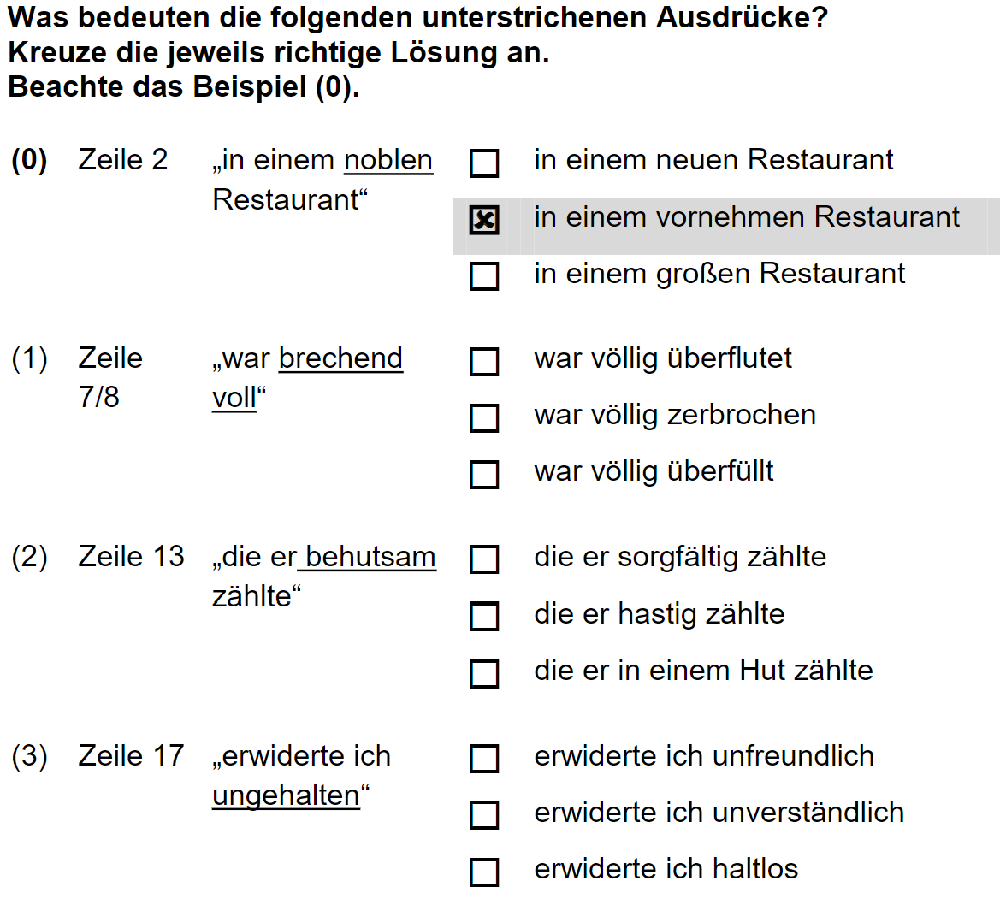 Was bedeuten die folgenden unterstrichenen Ausdrücke?
Kreuze die jeweils richtige Lösung an.
Beachte das Beispiel (0).
(0) Zeile 2 „in einem noblen Restaurant“
in einem neuen Restaurant
in einem vornehmen Restaurant
in einem großen Restaurant
(1) Zeile 7/8 „war brechend voll“
war völlig überflutet
war völlig zerbrochen
war völlig überfüllt
(2) Zeile 13 „die er behutsam zählte“
die er sorgfältig zählte
die er hastig zählte
die er in einem Hut zählte
(3) Zeile 17 „erwiderte ich ungehalten“
erwiderte ich unfreundlich
erwiderte ich unverständlich
erwiderte ich haltlos